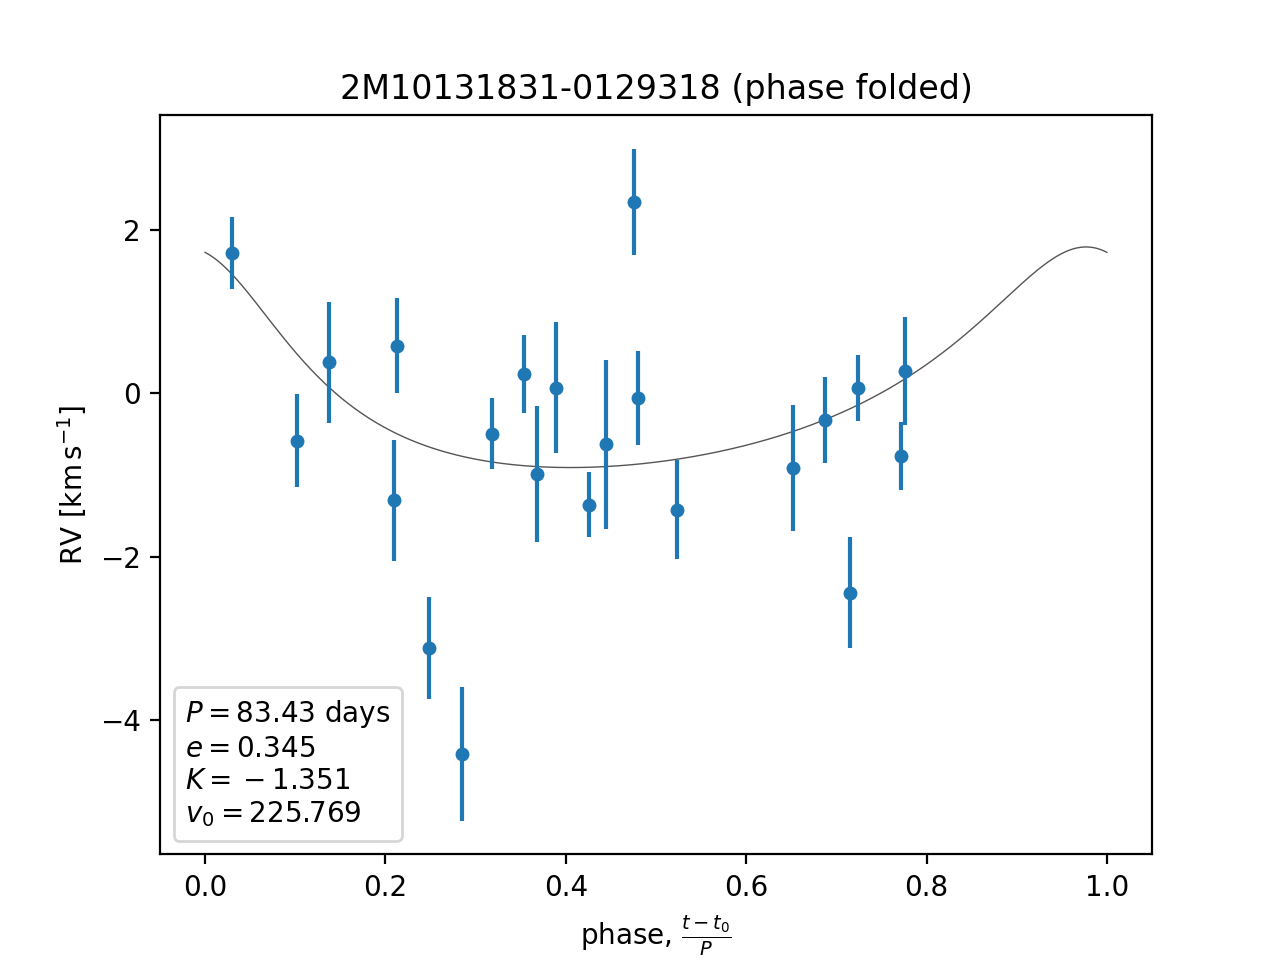 2M10131831-0129318 (phase folded)
RV [km s⁻¹]
2
0
−2
−4
P = 83.43 days
e = 0.345
K = −1.351
v₀ = 225.769
0.0 0.2 0.4 0.6 0.8 1.0
phase, (t − t₀)/P